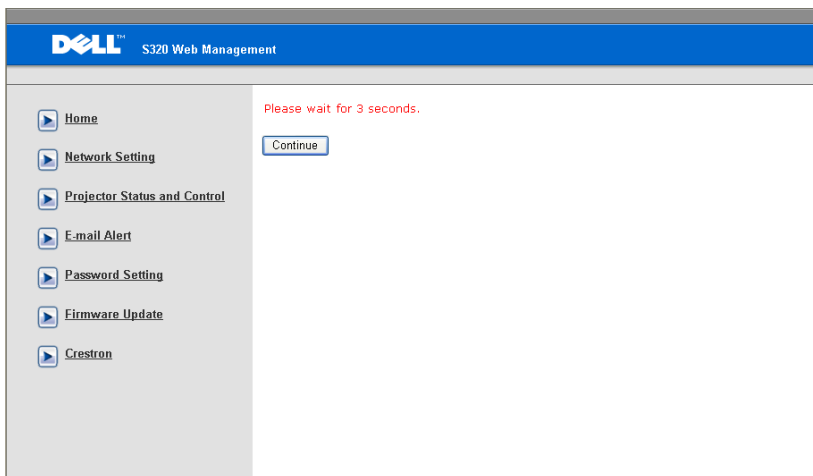 DELL™ S320 Web Management
Home
Network Setting
Projector Status and Control
E-mail Alert
Password Setting
Firmware Update
Crestron
Please wait for 3 seconds.
Continue